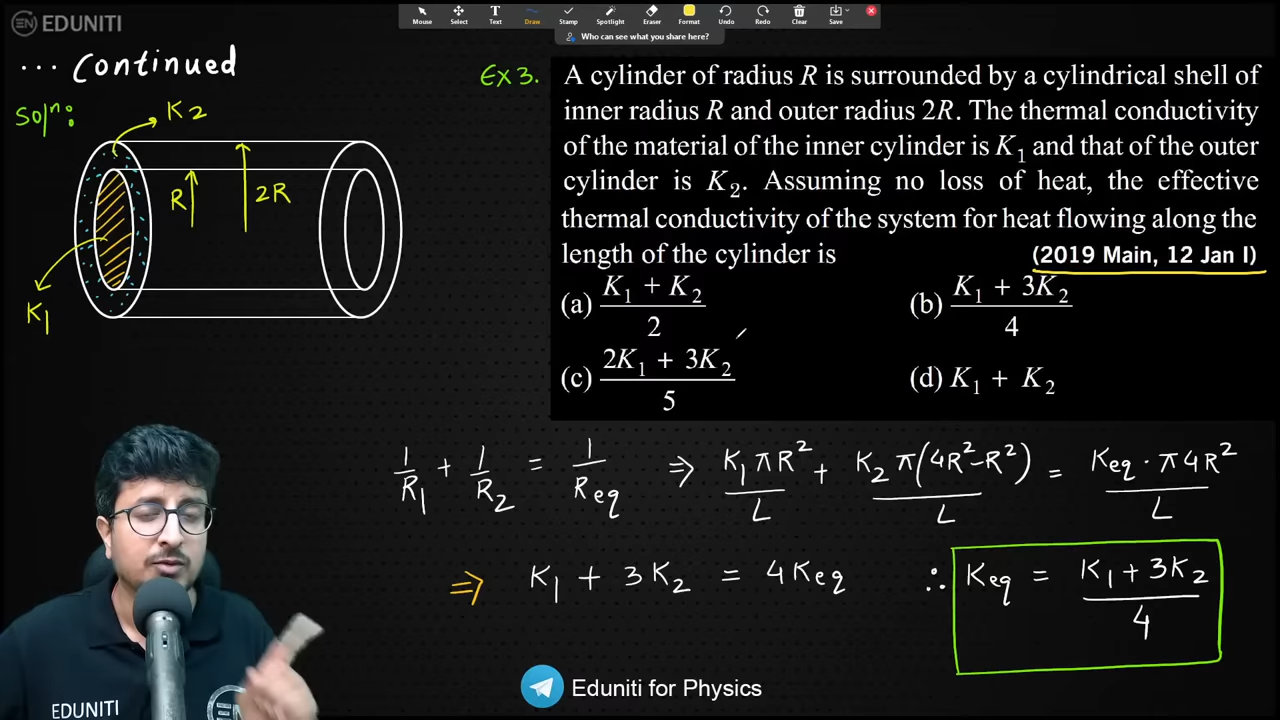 EDUNITI
Mouse Select Text Draw Stamp Spotlight Eraser Format Undo Redo Clear Save
Who can see what you share here?
... Continued
Solⁿ:
K2
R
2R
K1
Ex 3.
A cylinder of radius R is surrounded by a cylindrical shell of
inner radius R and outer radius 2R. The thermal conductivity
of the material of the inner cylinder is K₁ and that of the outer
cylinder is K₂. Assuming no loss of heat, the effective
thermal conductivity of the system for heat flowing along the
length of the cylinder is (2019 Main, 12 Jan I)
(a) (K₁ + K₂)/2 (b) (K₁ + 3K₂)/4
(c) (2K₁ + 3K₂)/5 (d) K₁ + K₂
1/R₁ + 1/R₂ = 1/Req ⇒ K₁πR²/L + K₂π(4R²-R²)/L = Keq · π4R²/L
⇒ K₁ + 3K₂ = 4Keq ∴ Keq = (K₁ + 3K₂)/4
Eduniti for Physics
EDUNITI